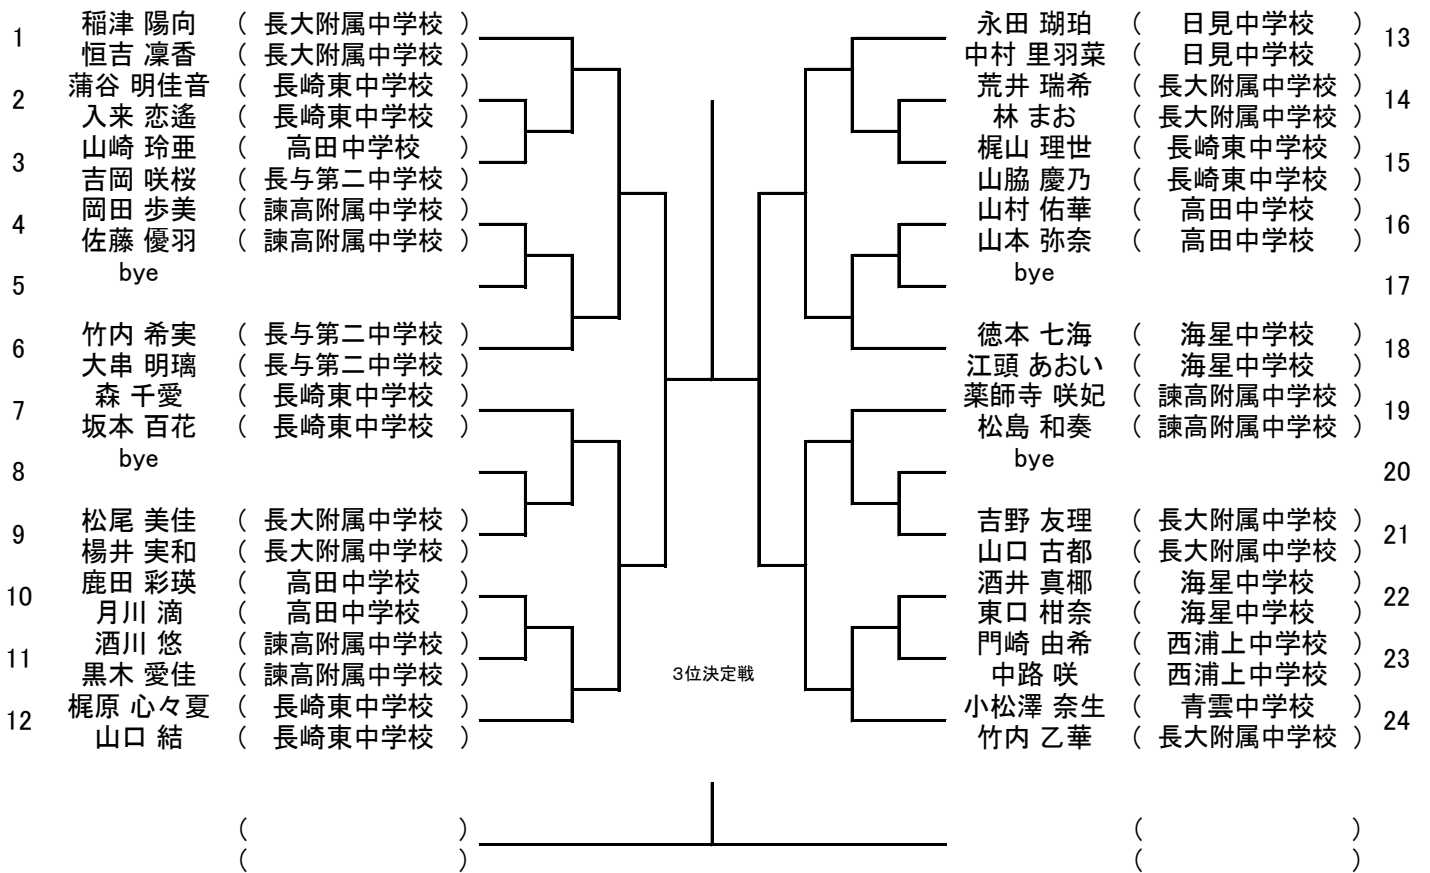 1 稲津 陽向 ( 長大附属中学校 )
恒吉 凜香 ( 長大附属中学校 )
2 蒲谷 明佳音 ( 長崎東中学校 )
入来 恋遙 ( 長崎東中学校 )
3 山崎 玲亜 ( 高田中学校 )
吉岡 咲桜 ( 長与第二中学校 )
4 岡田 歩美 ( 諫高附属中学校 )
佐藤 優羽 ( 諫高附属中学校 )
5 bye
6 竹内 希実 ( 長与第二中学校 )
大串 明璃 ( 長与第二中学校 )
7 森 千愛 ( 長崎東中学校 )
坂本 百花 ( 長崎東中学校 )
8 bye
9 松尾 美佳 ( 長大附属中学校 )
楊井 実和 ( 長大附属中学校 )
10 鹿田 彩瑛 ( 高田中学校 )
月川 滴 ( 高田中学校 )
11 酒川 悠 ( 諫高附属中学校 )
黒木 愛佳 ( 諫高附属中学校 )
12 梶原 心々夏 ( 長崎東中学校 )
山口 結 ( 長崎東中学校 )
永田 瑚珀 ( 日見中学校 ) 13
中村 里羽菜 ( 日見中学校 )
荒井 瑞希 ( 長大附属中学校 ) 14
林 まお ( 長大附属中学校 )
梶山 理世 ( 長崎東中学校 ) 15
山脇 慶乃 ( 長崎東中学校 )
山村 佑華 ( 高田中学校 ) 16
山本 弥奈 ( 高田中学校 )
bye 17
徳本 七海 ( 海星中学校 ) 18
江頭 あおい ( 海星中学校 )
薬師寺 咲妃 ( 諫高附属中学校 ) 19
松島 和奏 ( 諫高附属中学校 )
bye 20
吉野 友理 ( 長大附属中学校 ) 21
山口 古都 ( 長大附属中学校 )
酒井 真椰 ( 海星中学校 ) 22
東口 柑奈 ( 海星中学校 )
門崎 由希 ( 西浦上中学校 ) 23
中路 咲 ( 西浦上中学校 )
小松澤 奈生 ( 青雲中学校 ) 24
竹内 乙華 ( 長大附属中学校 )
3位決定戦
( ) ( )
( ) ( )